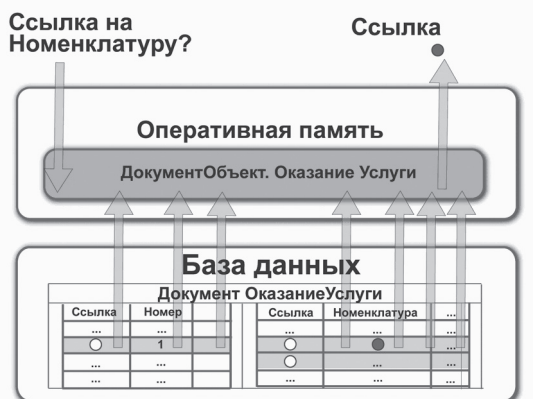 Ссылка на
Номенклатуру?
Ссылка
Оперативная память
ДокументОбъект. Оказание Услуги
База данных
Документ ОказаниеУслуги
Ссылка Номер
... ...
1
... ...
... ...
Ссылка Номенклатура ...
... ... ...
...
... ...
... ... ...